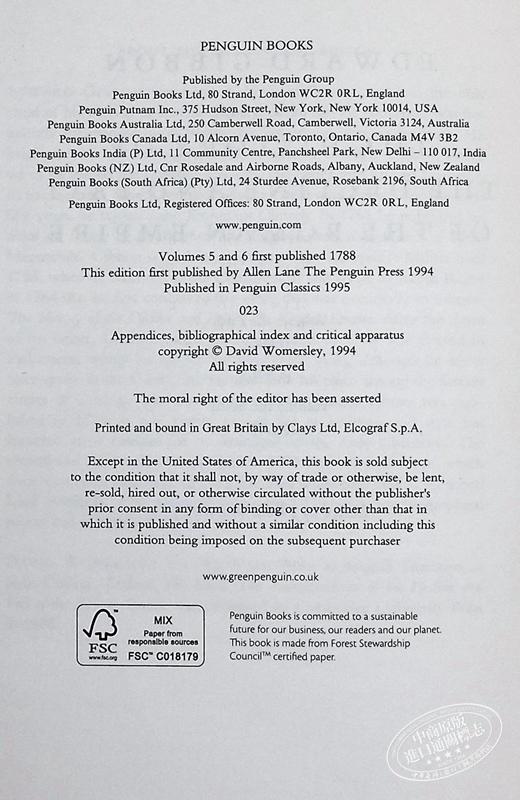 PENGUIN BOOKS
Published by the Penguin Group
Penguin Books Ltd, 80 Strand, London WC2R 0RL, England
Penguin Putnam Inc., 375 Hudson Street, New York, New York 10014, USA
Penguin Books Australia Ltd, 250 Camberwell Road, Camberwell, Victoria 3124, Australia
Penguin Books Canada Ltd, 10 Alcorn Avenue, Toronto, Ontario, Canada M4V 3B2
Penguin Books India (P) Ltd, 11 Community Centre, Panchsheel Park, New Delhi – 110 017, India
Penguin Books (NZ) Ltd, Cnr Rosedale and Airborne Roads, Albany, Auckland, New Zealand
Penguin Books (South Africa) (Pty) Ltd, 24 Sturdee Avenue, Rosebank 2196, South Africa
Penguin Books Ltd, Registered Offices: 80 Strand, London WC2R 0RL, England
www.penguin.com
Volumes 5 and 6 first published 1788
This edition first published by Allen Lane The Penguin Press 1994
Published in Penguin Classics 1995
023
Appendices, bibliographical index and critical apparatus
copyright © David Womersley, 1994
All rights reserved
The moral right of the editor has been asserted
Printed and bound in Great Britain by Clays Ltd, Elcograf S.p.A.
Except in the United States of America, this book is sold subject
to the condition that it shall not, by way of trade or otherwise, be lent,
re-sold, hired out, or otherwise circulated without the publisher's
prior consent in any form of binding or cover other than that in
which it is published and without a similar condition including this
condition being imposed on the subsequent purchaser
www.greenpenguin.co.uk
FSC
www.fsc.org
MIX
Paper from
responsible sources
FSC™ C018179
Penguin Books is committed to a sustainable
future for our business, our readers and our planet.
This book is made from Forest Stewardship
Council™ certified paper.
中商原版
進口通關標志